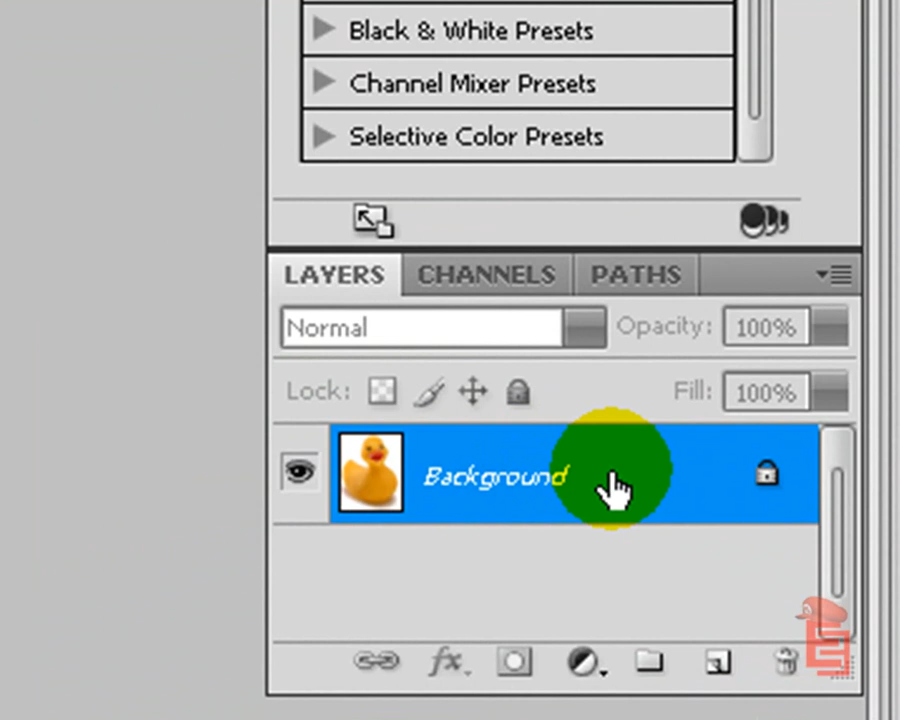 Black & White Presets
Channel Mixer Presets
Selective Color Presets
LAYERS CHANNELS PATHS
Normal Opacity: 100%
Lock: Fill: 100%
Background
fx